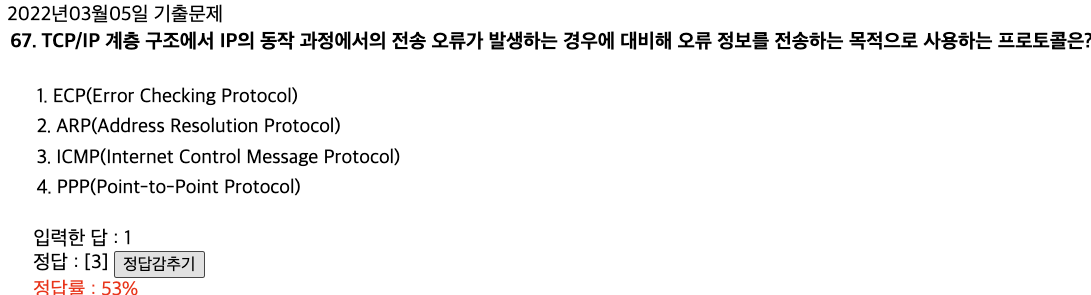 2022년03월05일 기출문제
67. TCP/IP 계층 구조에서 IP의 동작 과정에서의 전송 오류가 발생하는 경우에 대비해 오류 정보를 전송하는 목적으로 사용하는 프로토콜은?
1. ECP(Error Checking Protocol)
2. ARP(Address Resolution Protocol)
3. ICMP(Internet Control Message Protocol)
4. PPP(Point-to-Point Protocol)
입력한 답 : 1
정답 : [3] 정답감추기
정답률 : 53%